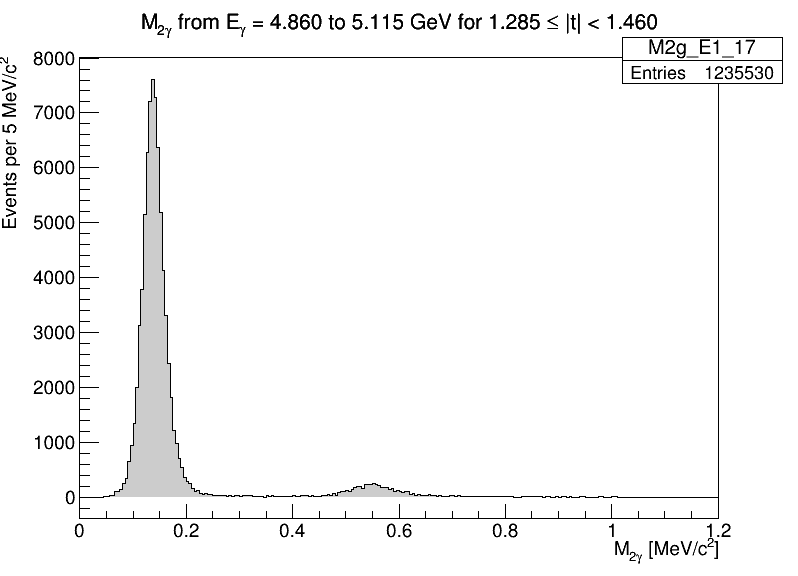 M2γ from Eγ = 4.860 to 5.115 GeV for 1.285 ≤ |t| < 1.460
M2g_E1_17
Entries 1235530
Events per 5 MeV/c²
8000
7000
6000
5000
4000
3000
2000
1000
0
0 0.2 0.4 0.6 0.8 1 1.2
M2γ [MeV/c²]